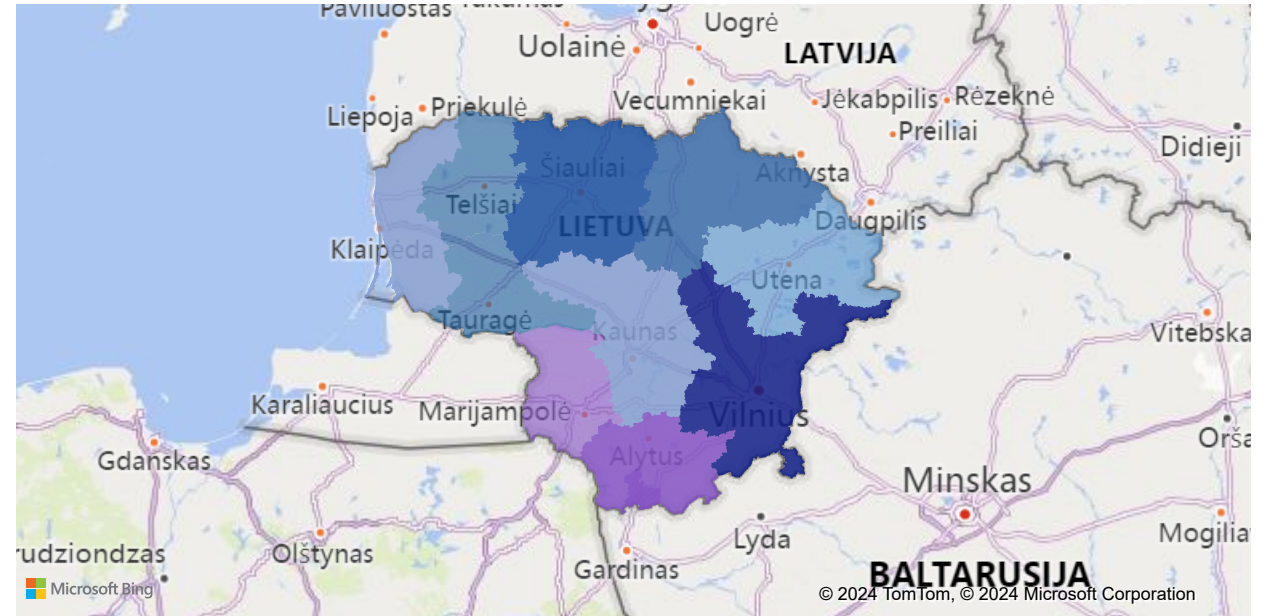 Paviluostas
Uogrė
Uolainė
LATVIJA
Liepoja
Priekulė
Vecumniekai
Jėkabpilis
Rėzeknė
Preiliai
Didieji
Šiauliai
Aknysta
Telšiai
LIETUVA
Daugpilis
Klaipėda
Utena
Tauragė
Kaunas
Vitebska
Karaliaucius
Marijampolė
Vilnius
Orša
Gdanskas
Alytus
Minskas
Lyda
Mogilia
rudziondzas
Olštynas
Gardinas
BALTARUSIJA
Microsoft Bing
© 2024 TomTom, © 2024 Microsoft Corporation